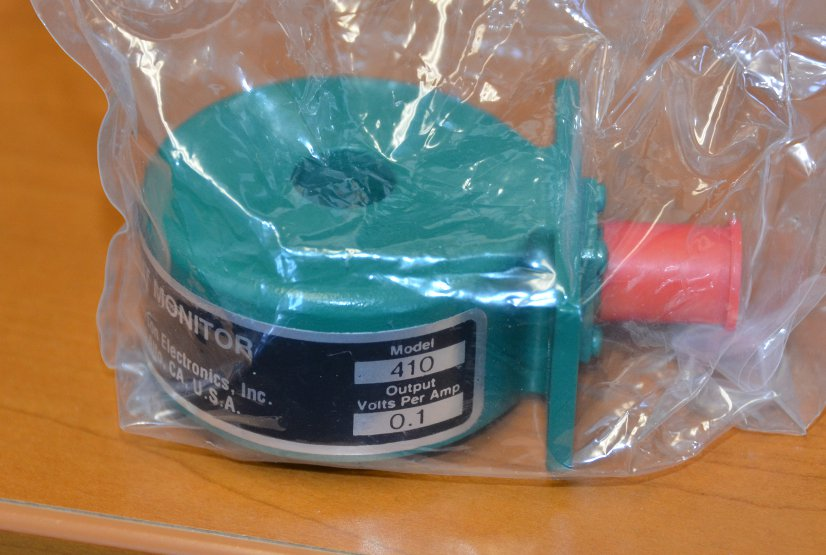 MONITOR
Electronics, Inc.
CA, U.S.A.
Model
410
Output
Volts Per Amp
0.1